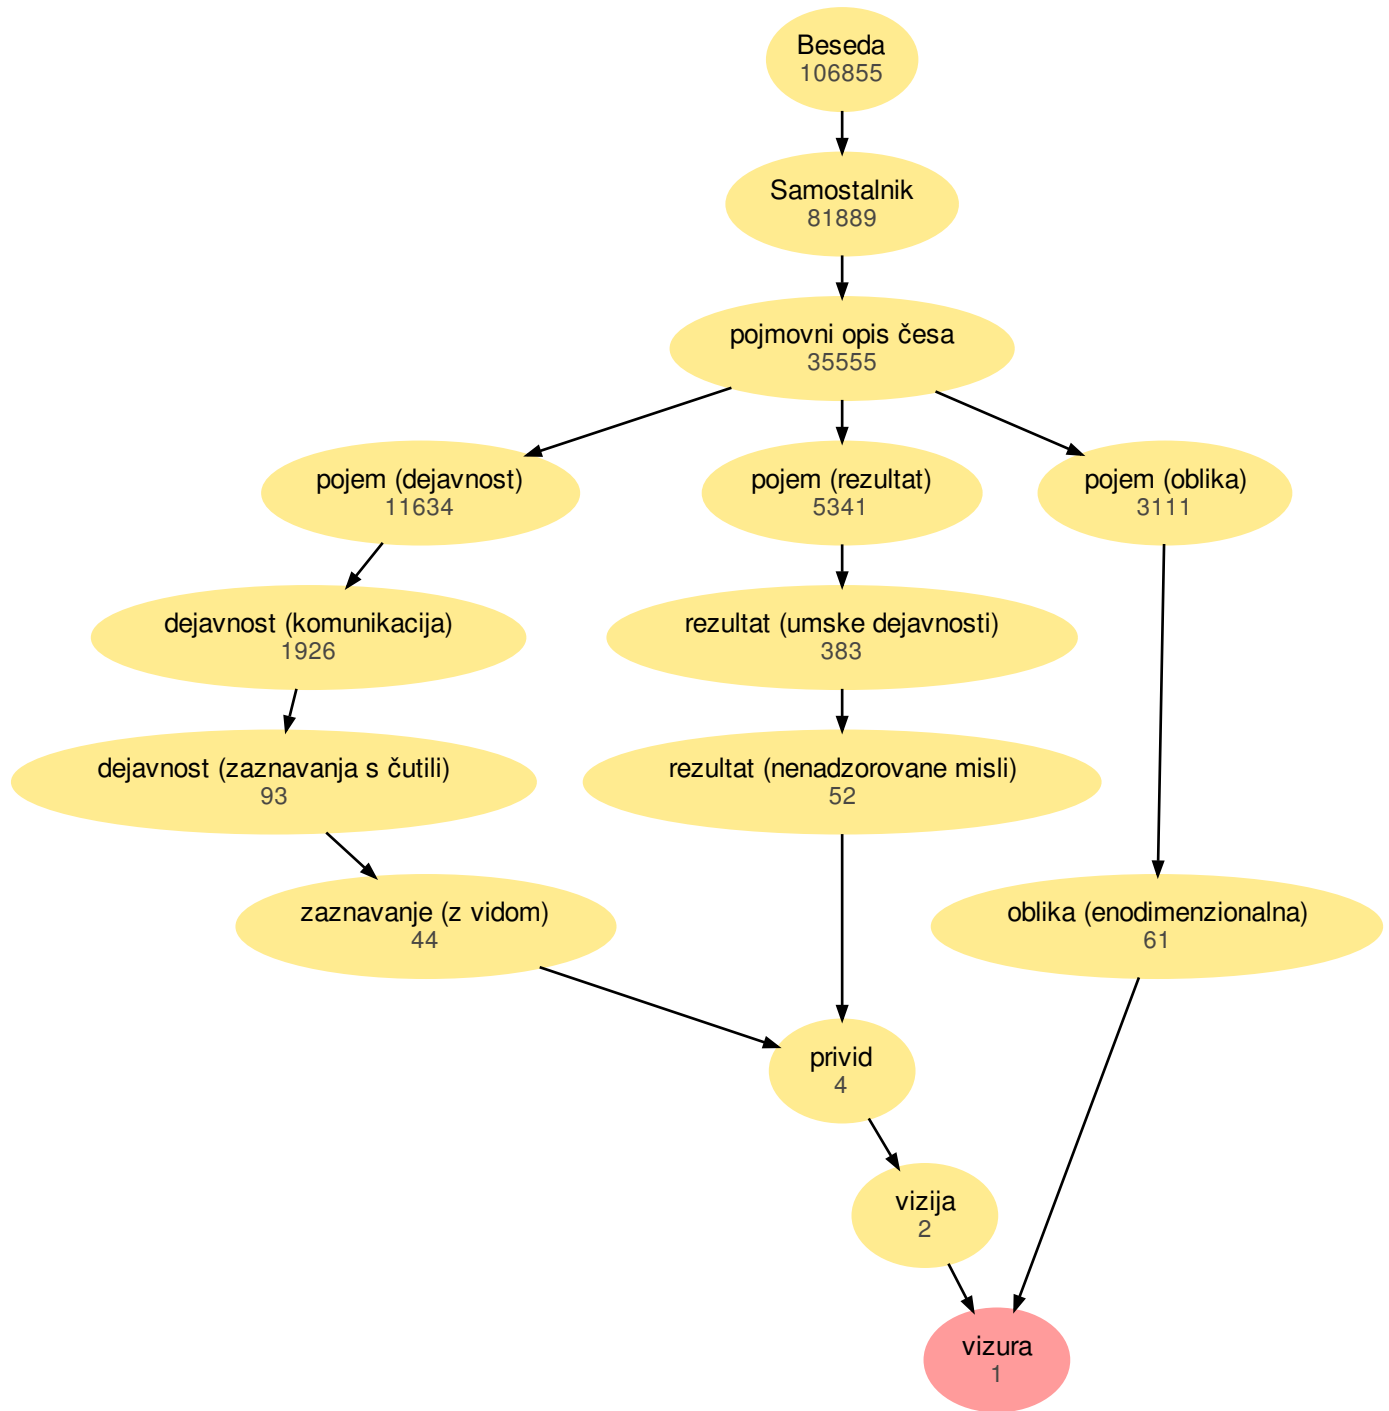 Beseda
106855
Samostalnik
81889
pojmovni opis česa
35555
pojem (dejavnost)
11634
pojem (rezultat)
5341
pojem (oblika)
3111
dejavnost (komunikacija)
1926
rezultat (umske dejavnosti)
383
dejavnost (zaznavanja s čutili)
93
rezultat (nenadzorovane misli)
52
zaznavanje (z vidom)
44
oblika (enodimenzionalna)
61
privid
4
vizija
2
vizura
1